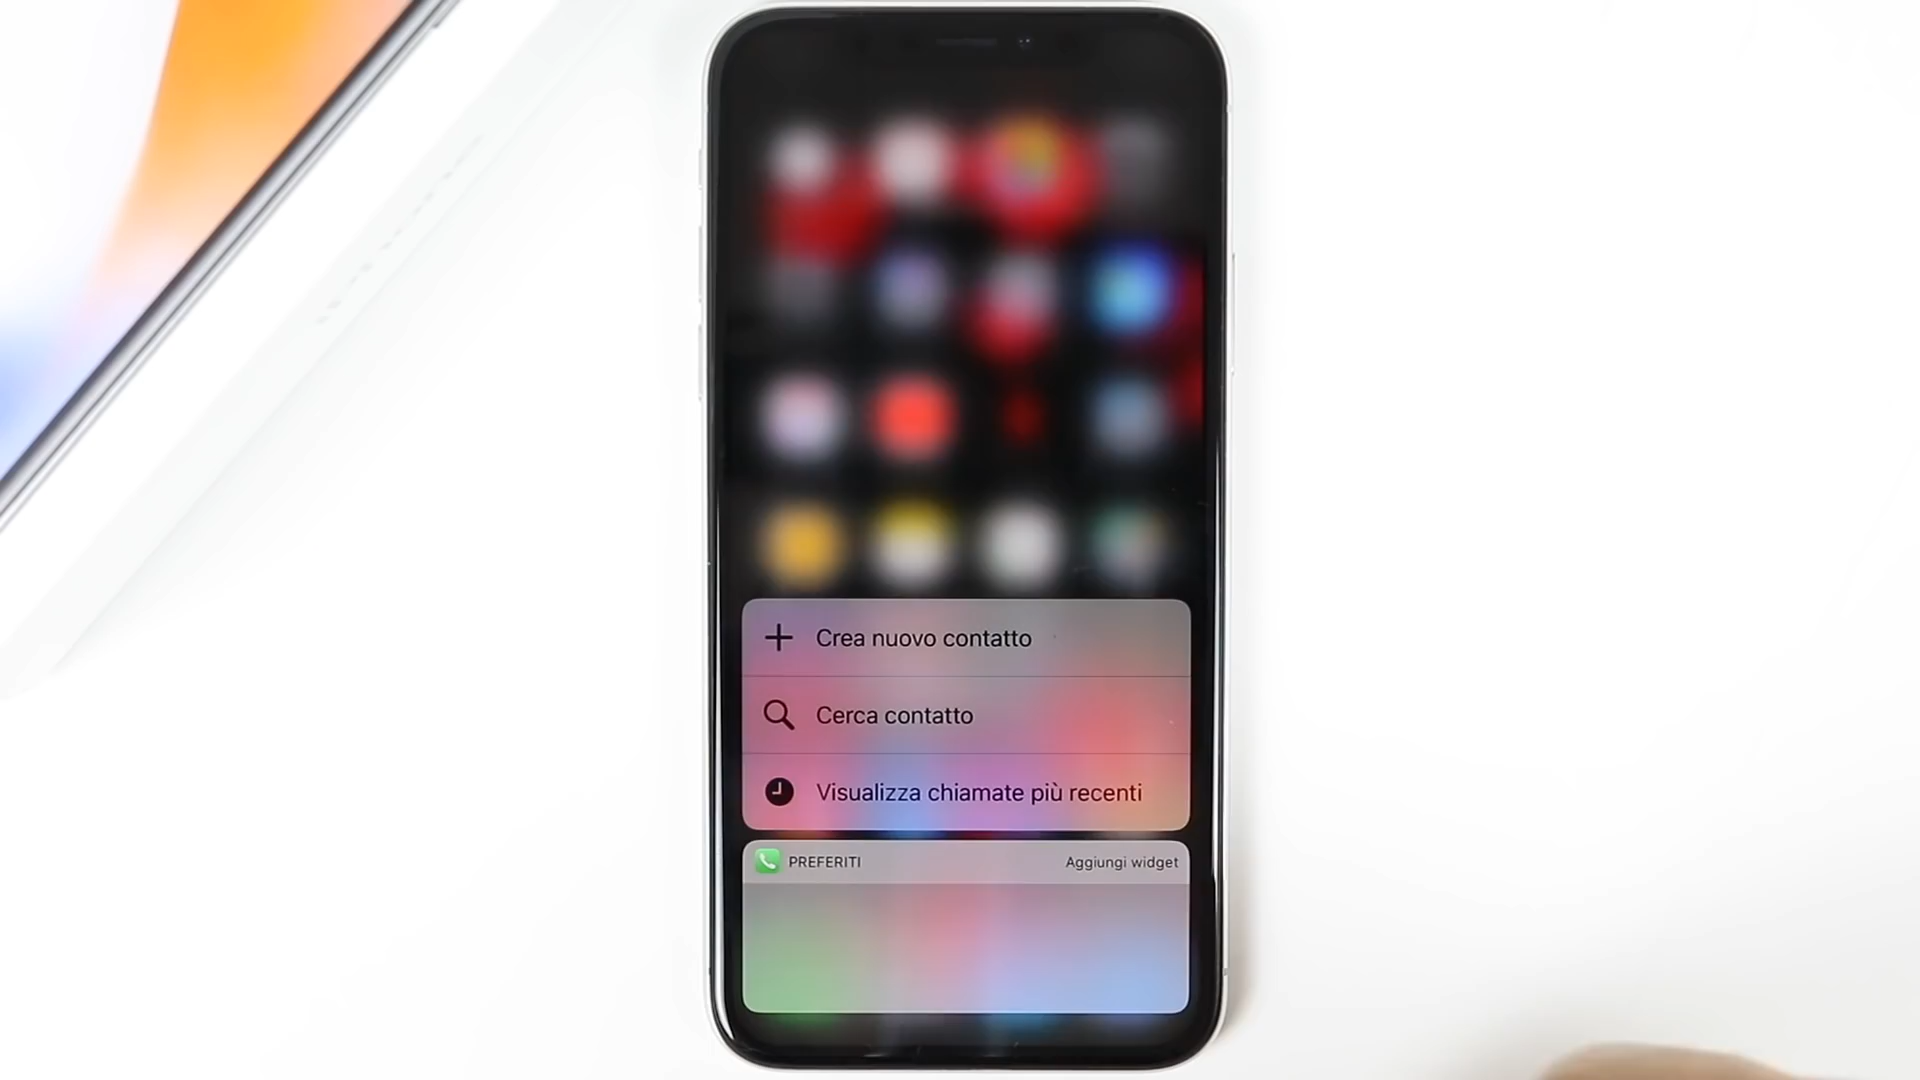 Crea nuovo contatto
Cerca contatto
Visualizza chiamate più recenti
PREFERITI
Aggiungi widget